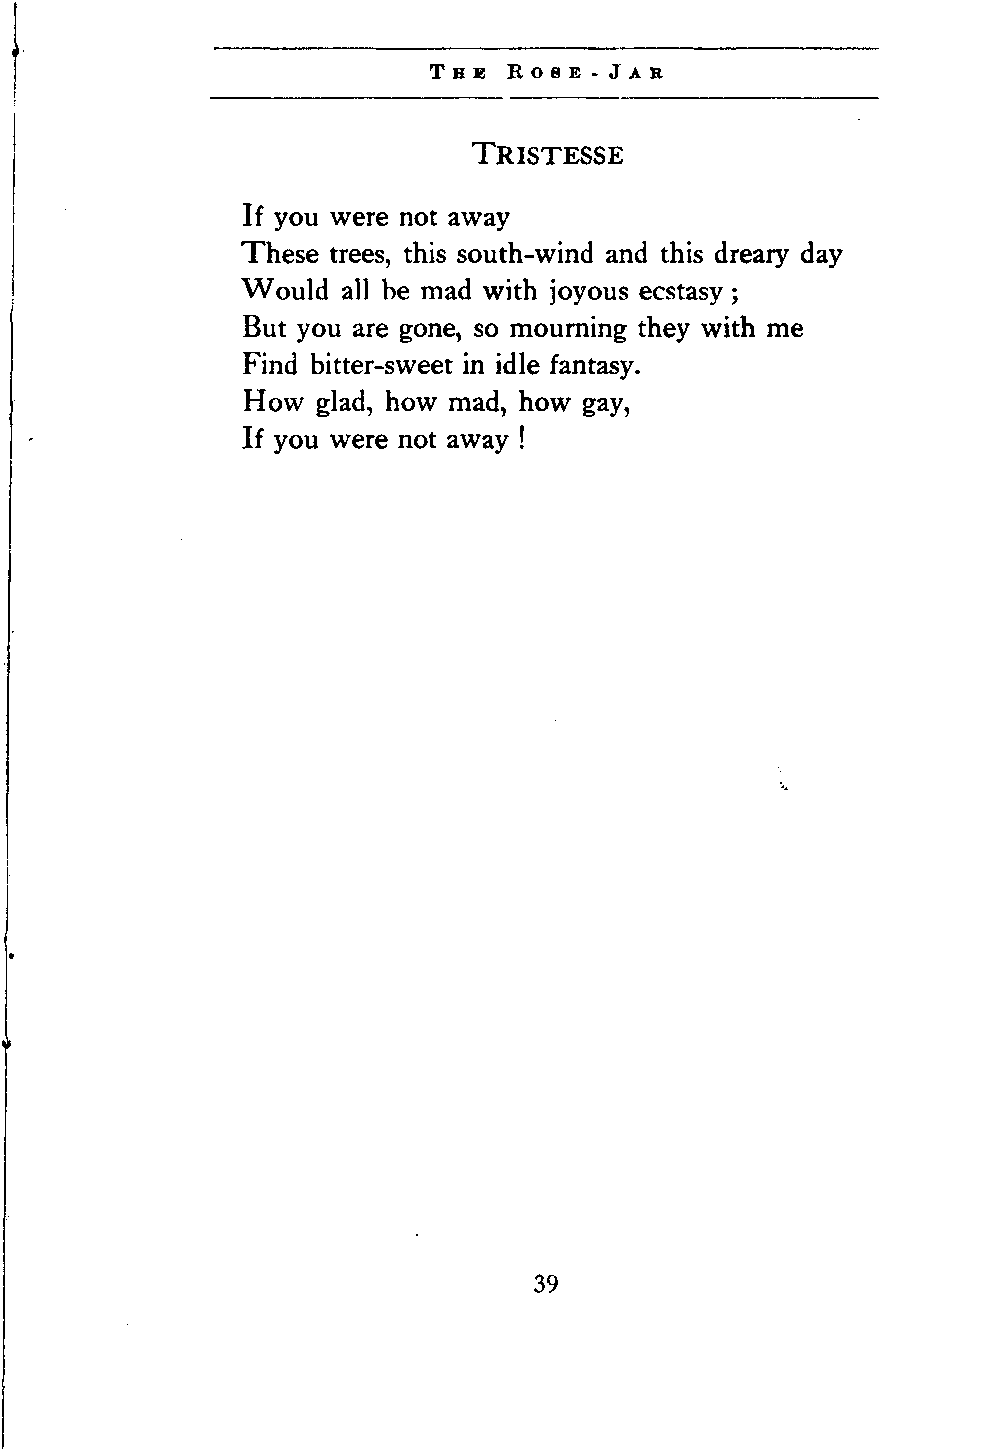 THE ROSE-JAR
TRISTESSE
If you were not away
These trees, this south-wind and this dreary day
Would all be mad with joyous ecstasy ;
But you are gone, so mourning they with me
Find bitter-sweet in idle fantasy.
How glad, how mad, how gay,
If you were not away !
39